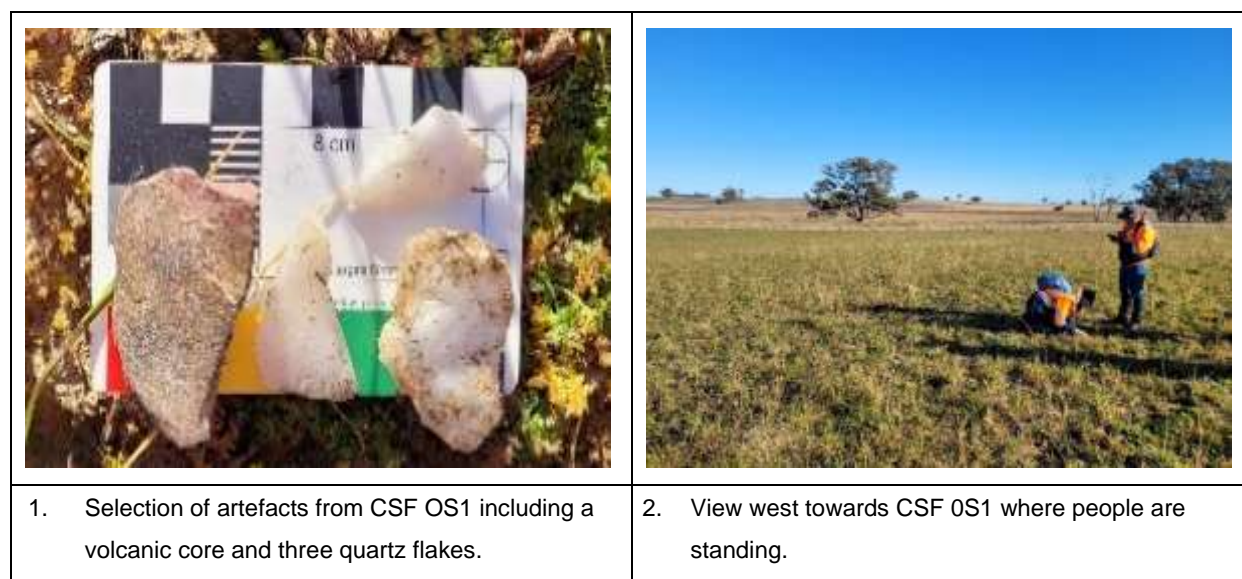 8 cm
1. Selection of artefacts from CSF OS1 including a
volcanic core and three quartz flakes.
2. View west towards CSF 0S1 where people are
standing.